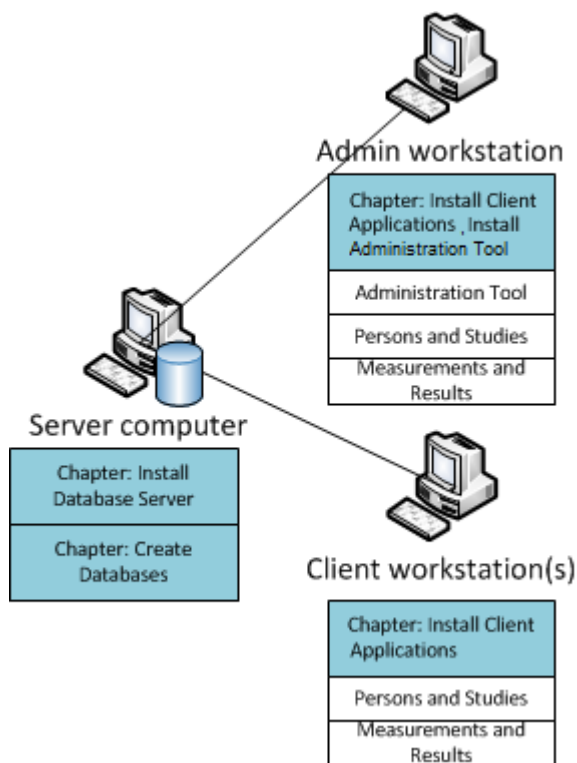 Admin workstation
Chapter: Install Client
Applications , Install
Administration Tool
Administration Tool
Persons and Studies
Measurements and
Results
Server computer
Chapter: Install
Database Server
Chapter: Create
Databases
Client workstation(s)
Chapter: Install Client
Applications
Persons and Studies
Measurements and
Results